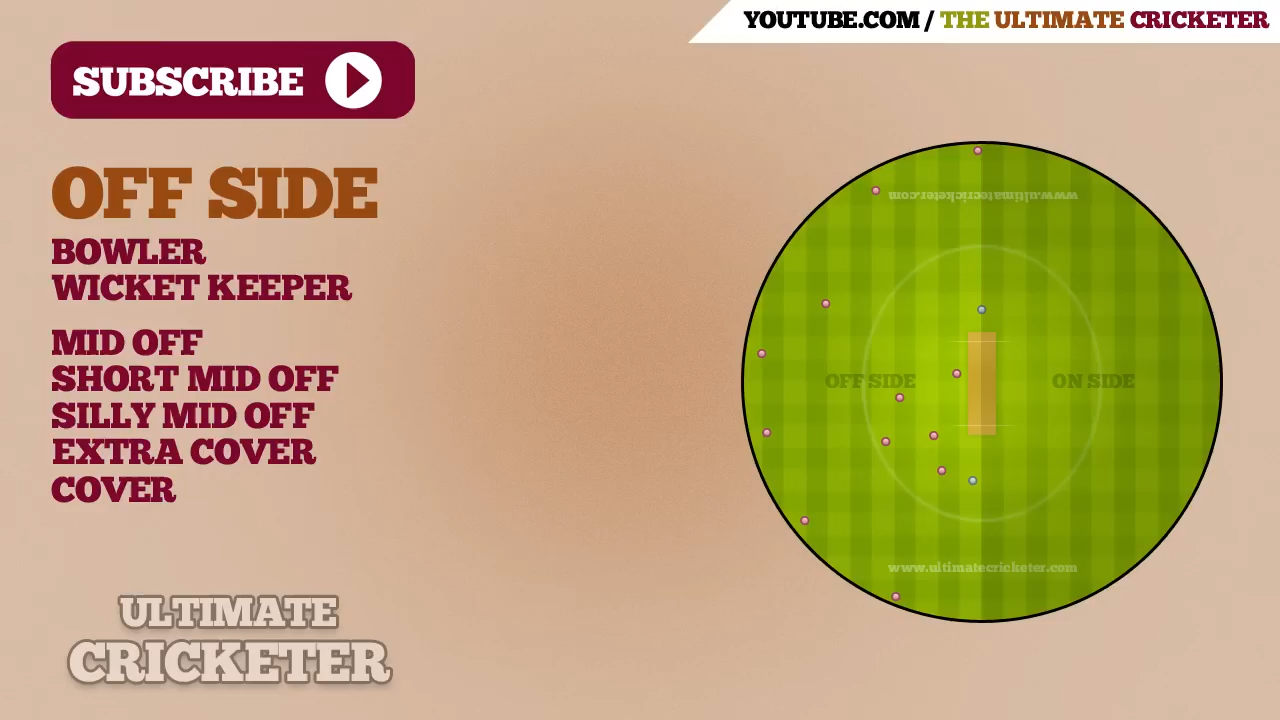 YOUTUBE.COM / THE ULTIMATE CRICKETER
SUBSCRIBE
OFF SIDE
BOWLER
WICKET KEEPER
MID OFF
SHORT MID OFF
SILLY MID OFF
EXTRA COVER
COVER
ULTIMATE
CRICKETER
www.ultimatecricketer.com
OFF SIDE
ON SIDE
www.ultimatecricketer.com